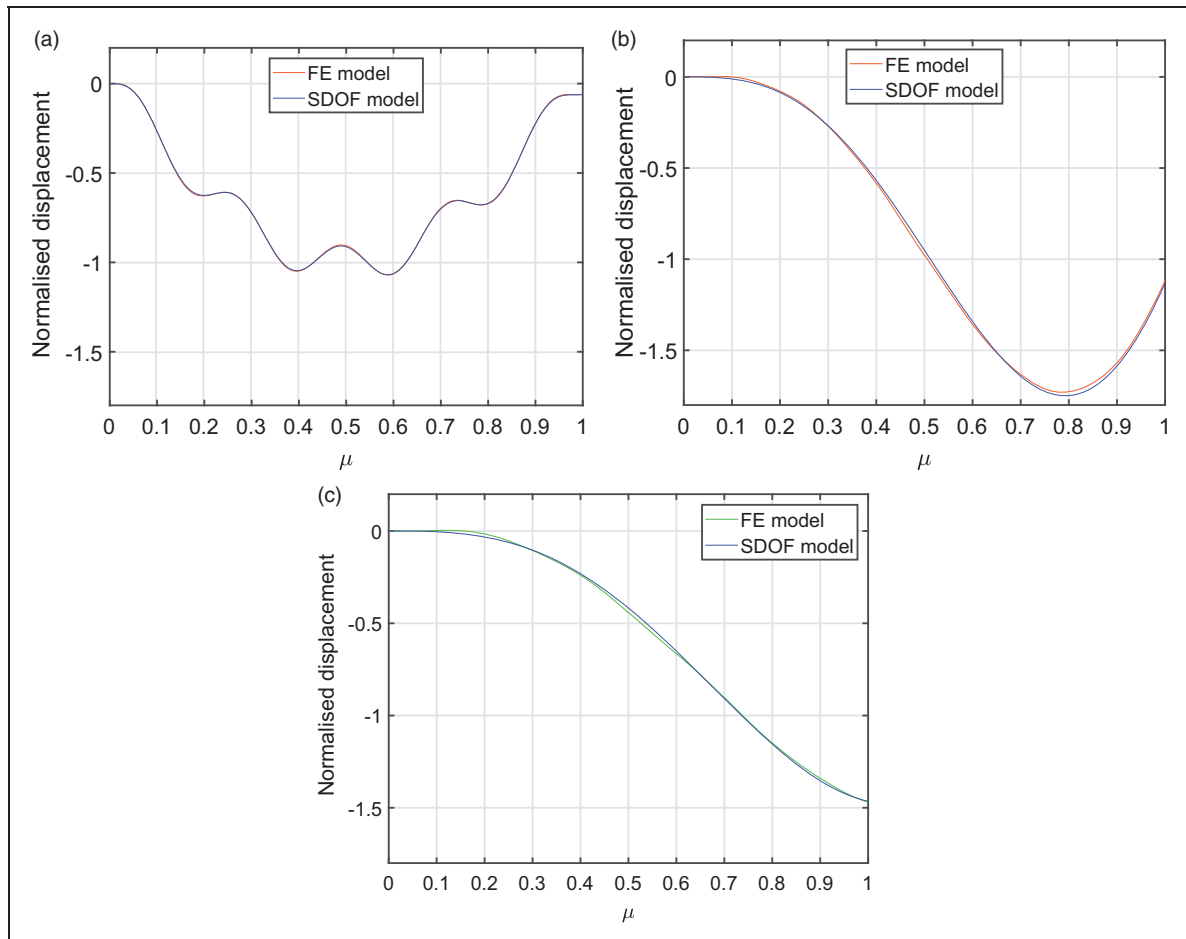 (a)
FE model
SDOF model
Normalised displacement
0
-0.5
-1
-1.5
0 0.1 0.2 0.3 0.4 0.5 0.6 0.7 0.8 0.9 1
μ
(b)
FE model
SDOF model
Normalised displacement
0
-0.5
-1
-1.5
0 0.1 0.2 0.3 0.4 0.5 0.6 0.7 0.8 0.9 1
μ
(c)
FE model
SDOF model
Normalised displacement
0
-0.5
-1
-1.5
0 0.1 0.2 0.3 0.4 0.5 0.6 0.7 0.8 0.9 1
μ